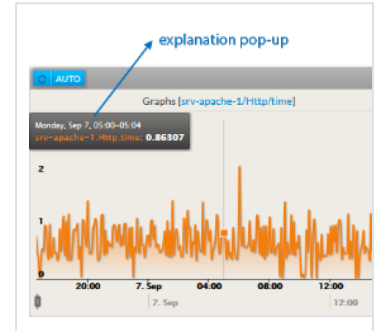 explanation pop-up
AUTO
Graphs [srv-apache-1/Http/time]
Monday, Sep 7, 05:00-05:04
srv-apache-1.Http.time: 0.86307
2
1
0
20:00 7. Sep 04:00 08:00 12:00
7. Sep 12:00